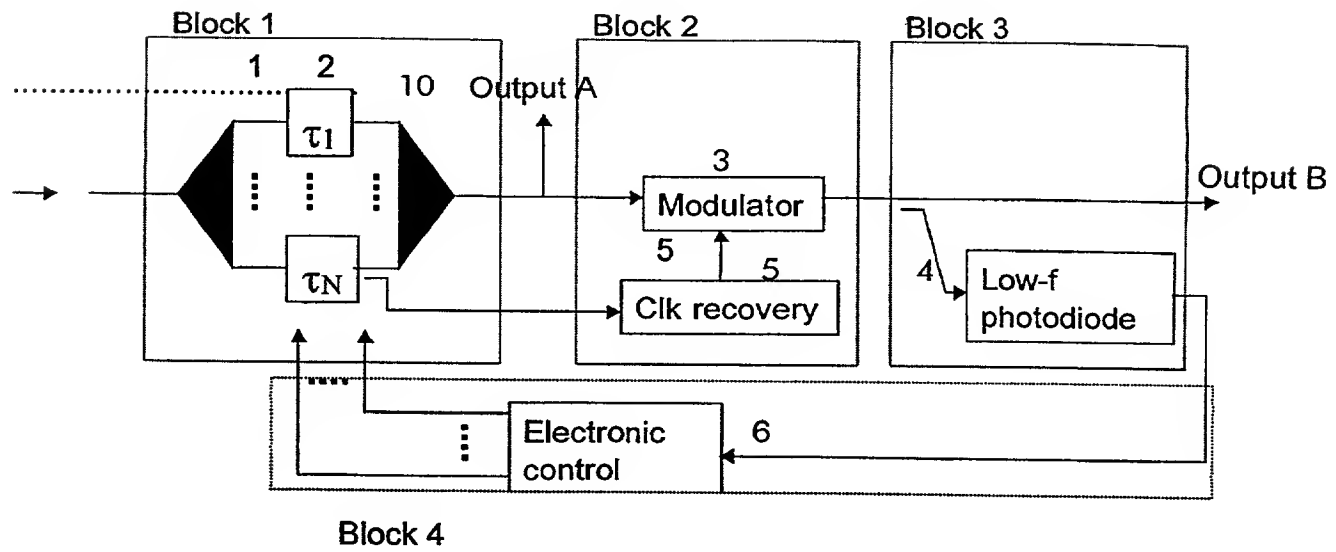 Block 1
Block 2
Block 3
1
2
10
Output A
τ1
3
Modulator
Output B
5
5
4
τN
Clk recovery
Low-f
photodiode
Electronic
control
6
Block 4